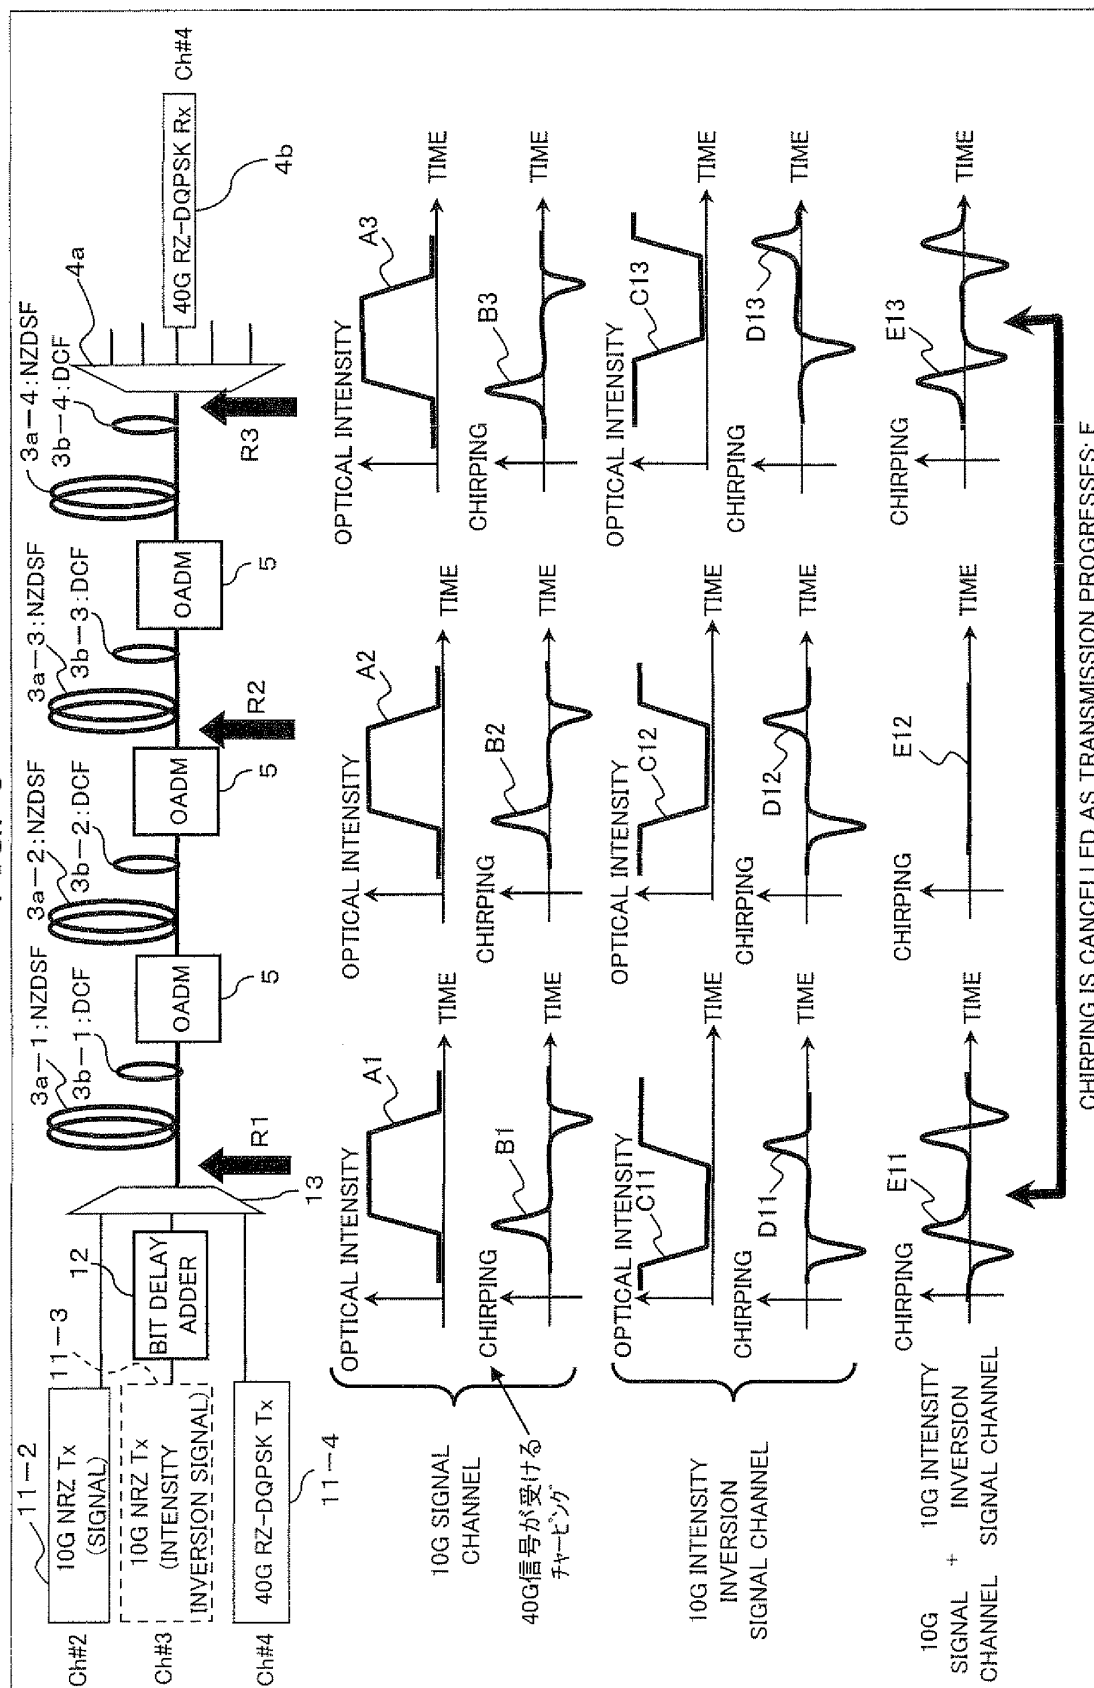 Ch#2
10G NRZ Tx
(SIGNAL)
11-2
Ch#3
10G NRZ Tx
(INTENSITY
INVERSION SIGNAL)
11-3
Ch#4
40G RZ-DQPSK Tx
11-4
BIT DELAY
ADDER
12
13
R1
3a-1:NZDSF
3b-1:DCF
OADM
5
3a-2:NZDSF
3b-2:DCF
OADM
5
R2
3a-3:NZDSF
3b-3:DCF
OADM
5
3a-4:NZDSF
3b-4:DCF
R3
4a
40G RZ-DQPSK Rx
Ch#4
4b
10G SIGNAL
CHANNEL
40G信号が受ける
チャーピング
OPTICAL INTENSITY
A1
TIME
OPTICAL INTENSITY
A2
TIME
OPTICAL INTENSITY
A3
TIME
CHIRPING
B1
TIME
CHIRPING
B2
TIME
CHIRPING
B3
TIME
10G INTENSITY
INVERSION
SIGNAL CHANNEL
OPTICAL INTENSITY
C11
TIME
OPTICAL INTENSITY
C12
TIME
OPTICAL INTENSITY
C13
TIME
CHIRPING
D11
TIME
CHIRPING
D12
TIME
CHIRPING
D13
TIME
10G
SIGNAL
CHANNEL
+
10G INTENSITY
INVERSION
SIGNAL CHANNEL
CHIRPING
E11
TIME
CHIRPING
E12
TIME
CHIRPING
E13
TIME
CHIRPING IS CANCELLED AS TRANSMISSION PROGRESSES: